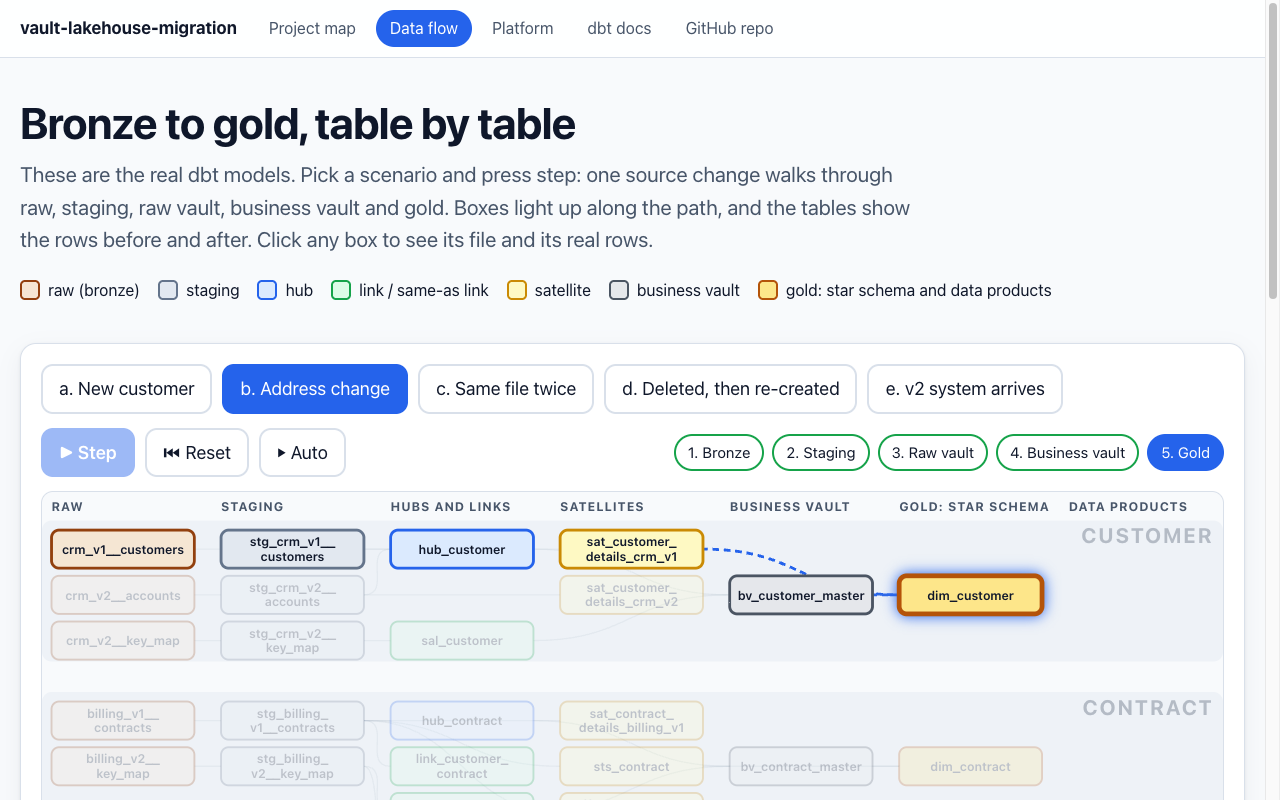 vault-lakehouse-migration
Project map
Data flow
Platform
dbt docs
GitHub repo
Bronze to gold, table by table
These are the real dbt models. Pick a scenario and press step: one source change walks through
raw, staging, raw vault, business vault and gold. Boxes light up along the path, and the tables show
the rows before and after. Click any box to see its file and its real rows.
raw (bronze)
staging
hub
link / same-as link
satellite
business vault
gold: star schema and data products
a. New customer
b. Address change
c. Same file twice
d. Deleted, then re-created
e. v2 system arrives
Step
Reset
Auto
1. Bronze
2. Staging
3. Raw vault
4. Business vault
5. Gold
RAW
STAGING
HUBS AND LINKS
SATELLITES
BUSINESS VAULT
GOLD: STAR SCHEMA
DATA PRODUCTS
CUSTOMER
crm_v1__customers
stg_crm_v1__
customers
hub_customer
sat_customer_
details_crm_v1
crm_v2__accounts
stg_crm_v2__
accounts
sat_customer_
details_crm_v2
bv_customer_master
dim_customer
crm_v2__key_map
stg_crm_v2__
key_map
sal_customer
CONTRACT
billing_v1__
contracts
stg_billing_
v1__contracts
hub_contract
sat_contract_
details_billing_v1
billing_v2__
key_map
stg_billing_
v2__key_map
link_customer_
contract
sts_contract
bv_contract_master
dim_contract